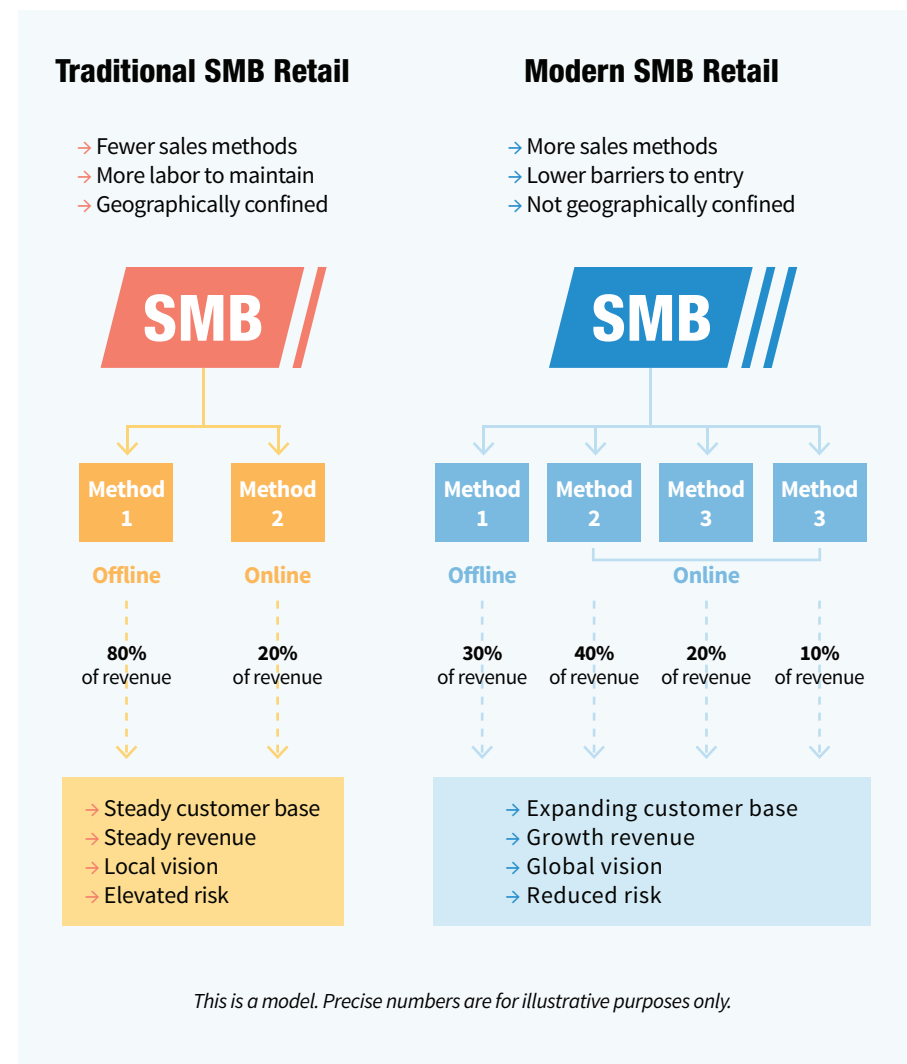 Traditional SMB Retail
→ Fewer sales methods
→ More labor to maintain
→ Geographically confined
SMB
Method
1
Method
2
Offline
Online
80%
of revenue
20%
of revenue
→ Steady customer base
→ Steady revenue
→ Local vision
→ Elevated risk
Modern SMB Retail
→ More sales methods
→ Lower barriers to entry
→ Not geographically confined
SMB
Method
1
Method
2
Method
3
Method
3
Offline
Online
30%
of revenue
40%
of revenue
20%
of revenue
10%
of revenue
→ Expanding customer base
→ Growth revenue
→ Global vision
→ Reduced risk
This is a model. Precise numbers are for illustrative purposes only.